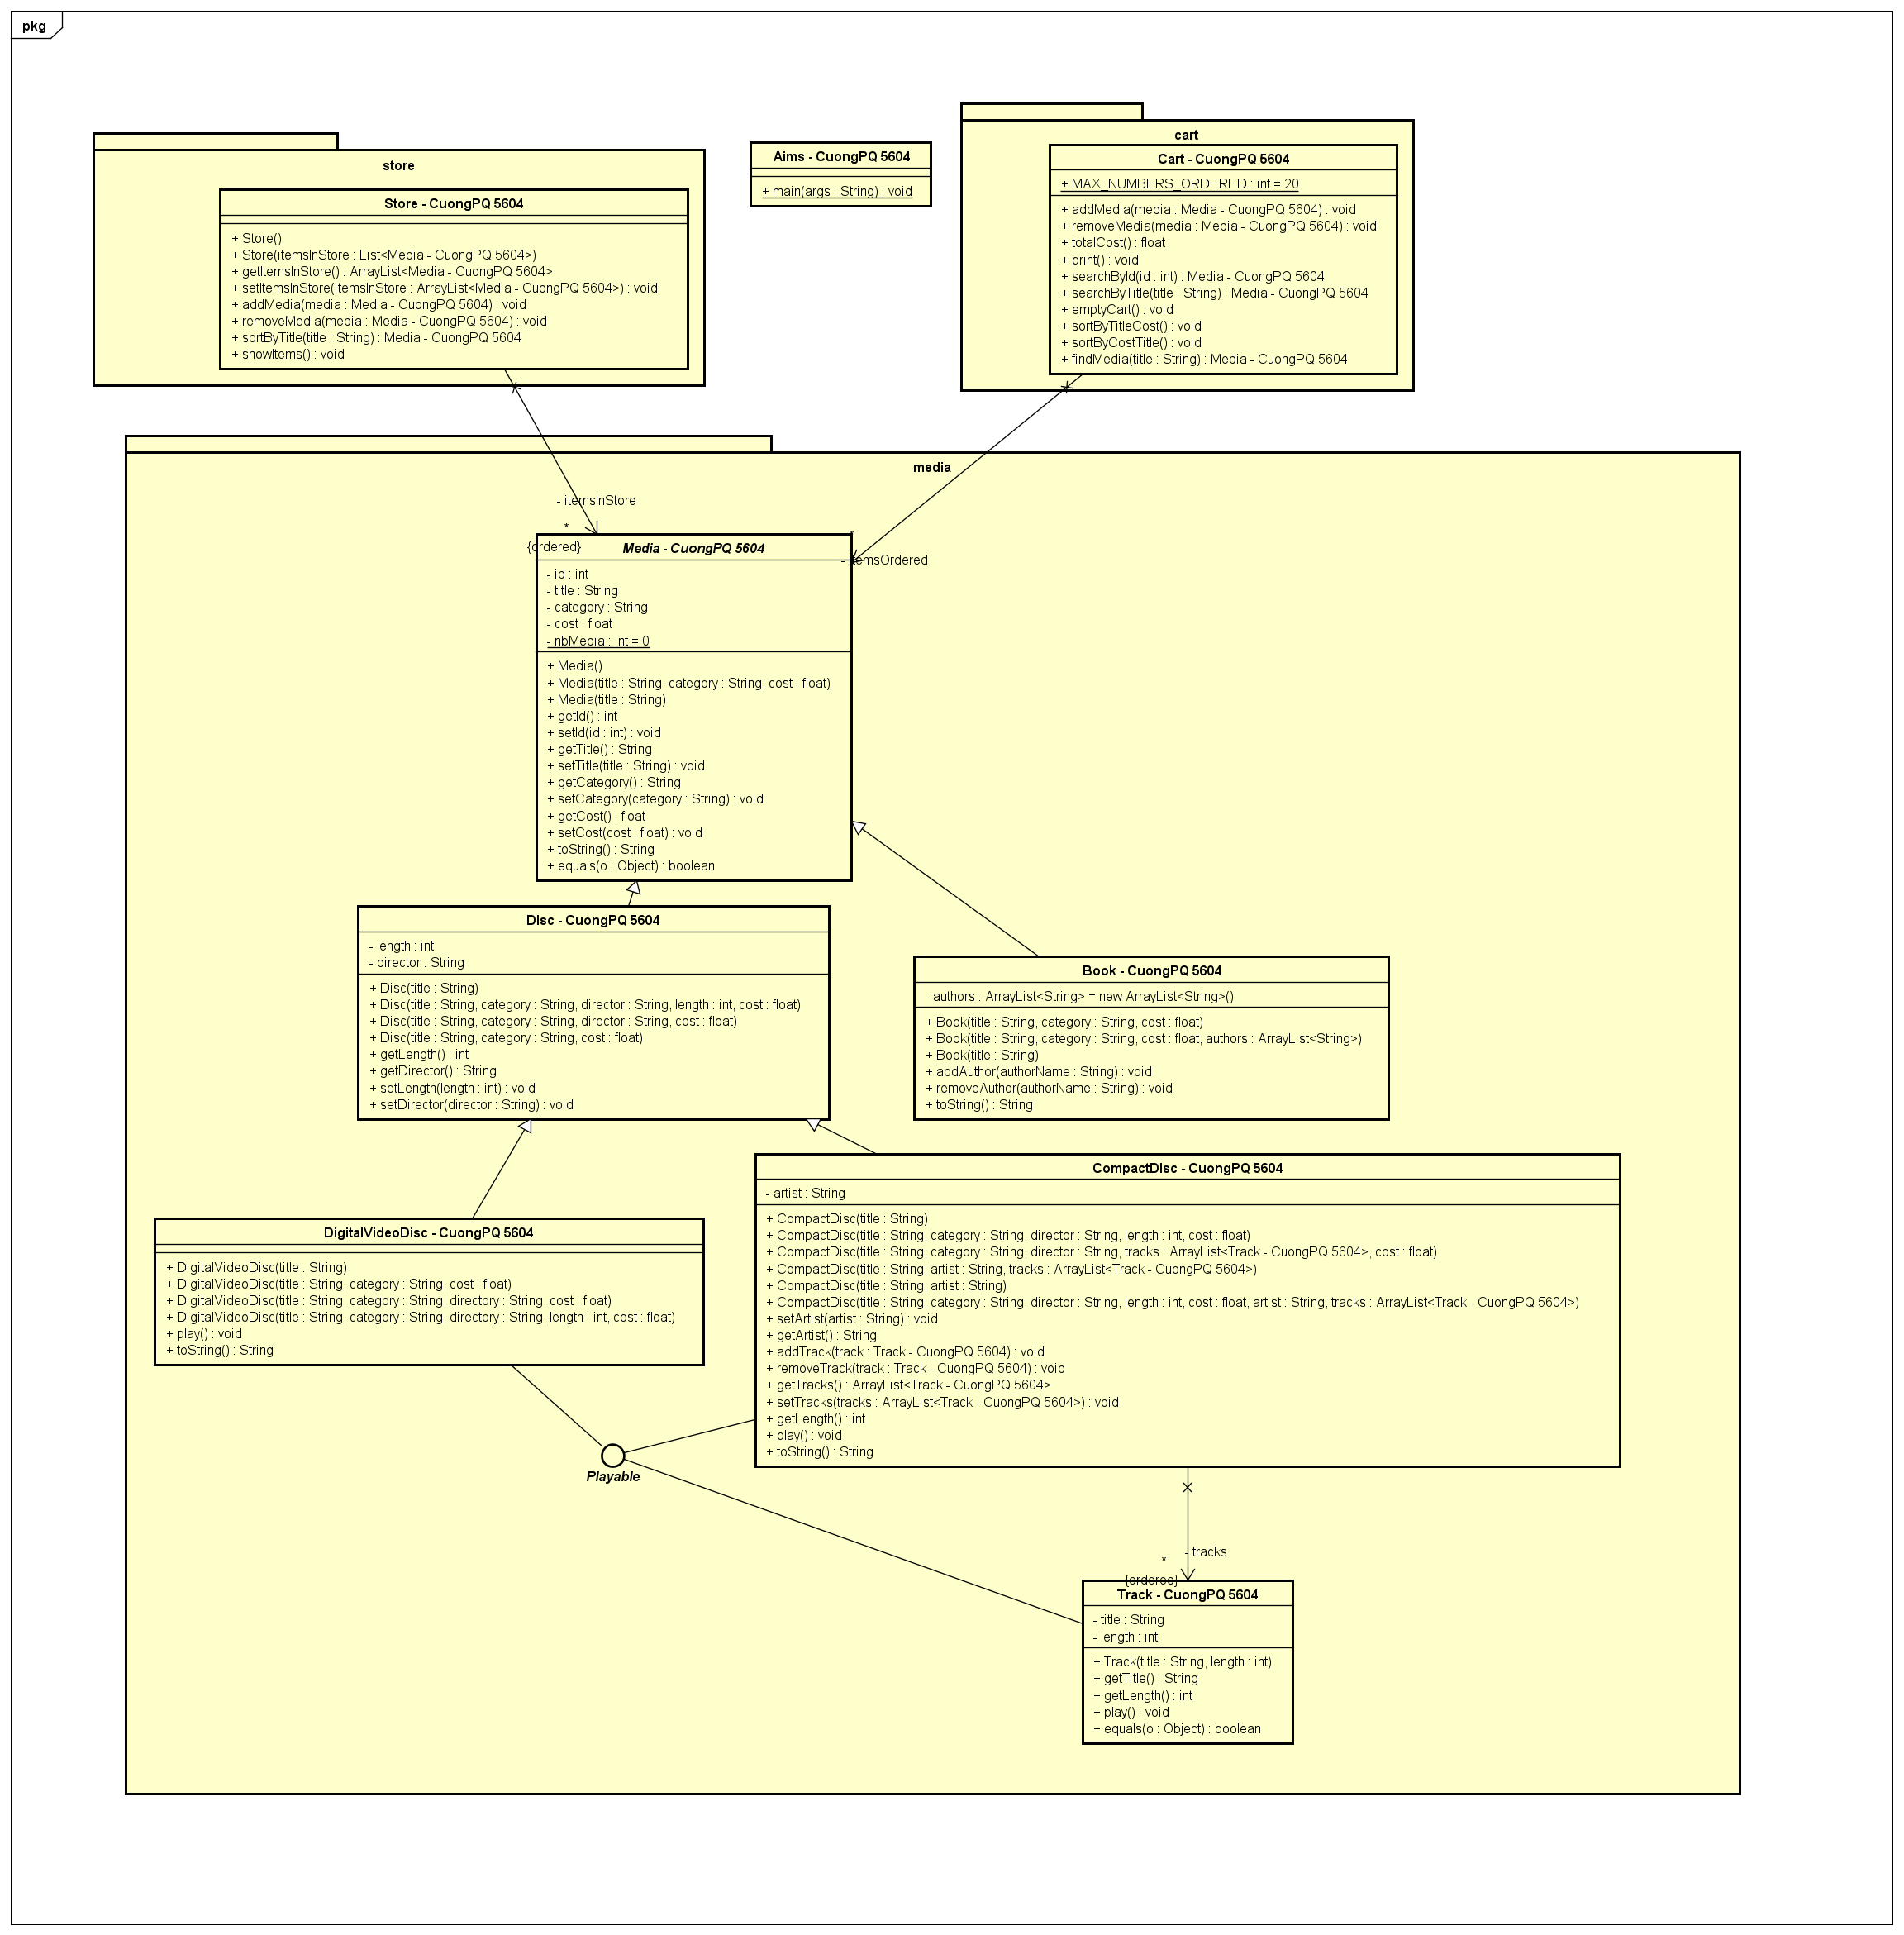 pkg
store
Store - CuongPQ 5604
+ Store()
+ Store(itemsInStore : List<Media - CuongPQ 5604>)
+ getItemsInStore() : ArrayList<Media - CuongPQ 5604>
+ setItemsInStore(itemsInStore : ArrayList<Media - CuongPQ 5604>) : void
+ addMedia(media : Media - CuongPQ 5604) : void
+ removeMedia(media : Media - CuongPQ 5604) : void
+ sortByTitle(title : String) : Media - CuongPQ 5604
+ showItems() : void
Aims - CuongPQ 5604
+ main(args : String) : void
cart
Cart - CuongPQ 5604
+ MAX_NUMBERS_ORDERED : int = 20
+ addMedia(media : Media - CuongPQ 5604) : void
+ removeMedia(media : Media - CuongPQ 5604) : void
+ totalCost() : float
+ print() : void
+ searchById(id : int) : Media - CuongPQ 5604
+ searchByTitle(title : String) : Media - CuongPQ 5604
+ emptyCart() : void
+ sortByTitleCost() : void
+ sortByCostTitle() : void
+ findMedia(title : String) : Media - CuongPQ 5604
media
- itemsInStore
*
{ordered}
*
- itemsOrdered
Media - CuongPQ 5604
- id : int
- title : String
- category : String
- cost : float
- nbMedia : int = 0
+ Media()
+ Media(title : String, category : String, cost : float)
+ Media(title : String)
+ getId() : int
+ setId(id : int) : void
+ getTitle() : String
+ setTitle(title : String) : void
+ getCategory() : String
+ setCategory(category : String) : void
+ getCost() : float
+ setCost(cost : float) : void
+ toString() : String
+ equals(o : Object) : boolean
Disc - CuongPQ 5604
- length : int
- director : String
+ Disc(title : String)
+ Disc(title : String, category : String, director : String, length : int, cost : float)
+ Disc(title : String, category : String, director : String, cost : float)
+ Disc(title : String, category : String, cost : float)
+ getLength() : int
+ getDirector() : String
+ setLength(length : int) : void
+ setDirector(director : String) : void
Book - CuongPQ 5604
- authors : ArrayList<String> = new ArrayList<String>()
+ Book(title : String, category : String, cost : float)
+ Book(title : String, category : String, cost : float, authors : ArrayList<String>)
+ Book(title : String)
+ addAuthor(authorName : String) : void
+ removeAuthor(authorName : String) : void
+ toString() : String
DigitalVideoDisc - CuongPQ 5604
+ DigitalVideoDisc(title : String)
+ DigitalVideoDisc(title : String, category : String, cost : float)
+ DigitalVideoDisc(title : String, category : String, directory : String, cost : float)
+ DigitalVideoDisc(title : String, category : String, directory : String, length : int, cost : float)
+ play() : void
+ toString() : String
CompactDisc - CuongPQ 5604
- artist : String
+ CompactDisc(title : String)
+ CompactDisc(title : String, category : String, director : String, length : int, cost : float)
+ CompactDisc(title : String, category : String, director : String, tracks : ArrayList<Track - CuongPQ 5604>, cost : float)
+ CompactDisc(title : String, artist : String, tracks : ArrayList<Track - CuongPQ 5604>)
+ CompactDisc(title : String, artist : String)
+ CompactDisc(title : String, category : String, director : String, length : int, cost : float, artist : String, tracks : ArrayList<Track - CuongPQ 5604>)
+ setArtist(artist : String) : void
+ getArtist() : String
+ addTrack(track : Track - CuongPQ 5604) : void
+ removeTrack(track : Track - CuongPQ 5604) : void
+ getTracks() : ArrayList<Track - CuongPQ 5604>
+ setTracks(tracks : ArrayList<Track - CuongPQ 5604>) : void
+ getLength() : int
+ play() : void
+ toString() : String
Playable
- tracks
*
{ordered}
Track - CuongPQ 5604
- title : String
- length : int
+ Track(title : String, length : int)
+ getTitle() : String
+ getLength() : int
+ play() : void
+ equals(o : Object) : boolean